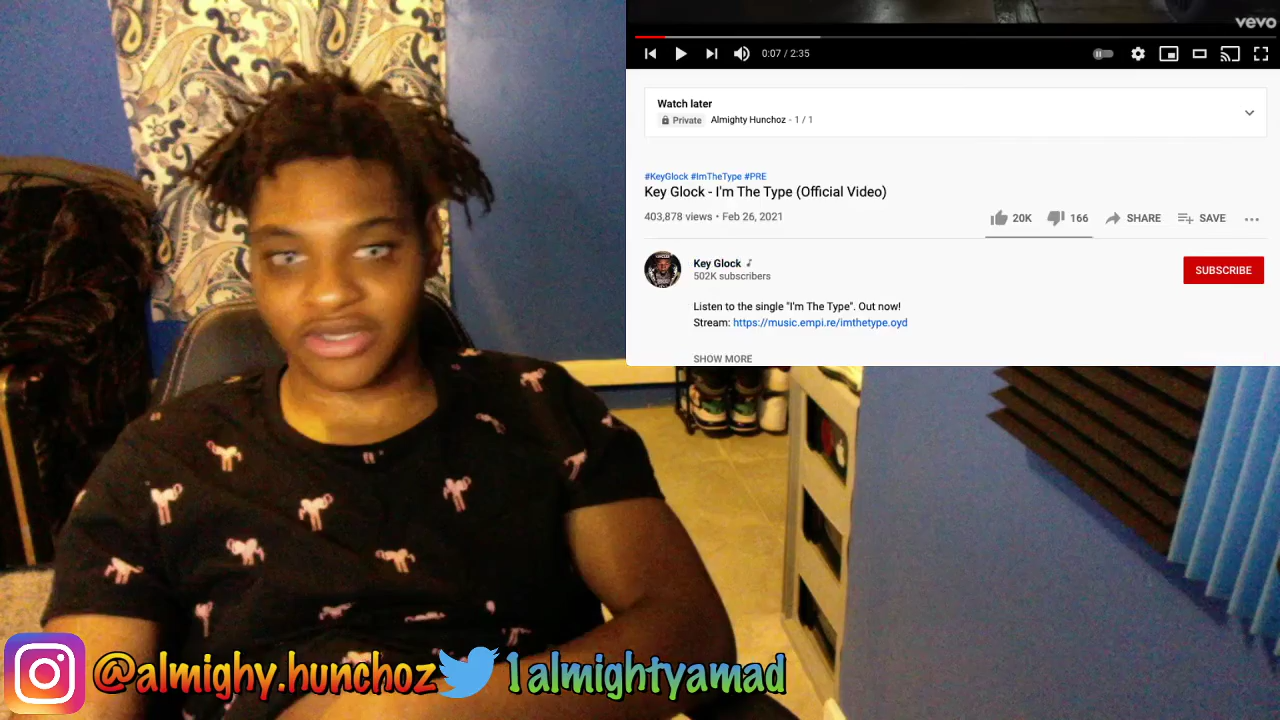 vevo
0:07 / 2:35
Watch later
Private Almighty Hunchoz - 1 / 1
#KeyGlock #ImTheType #PRE
Key Glock - I'm The Type (Official Video)
403,878 views • Feb 26, 2021
20K 166 SHARE SAVE
Key Glock
502K subscribers
SUBSCRIBE
Listen to the single "I'm The Type". Out now!
Stream: https://music.empi.re/imthetype.oyd
SHOW MORE
@almighy.hunchoz 1almightyamad